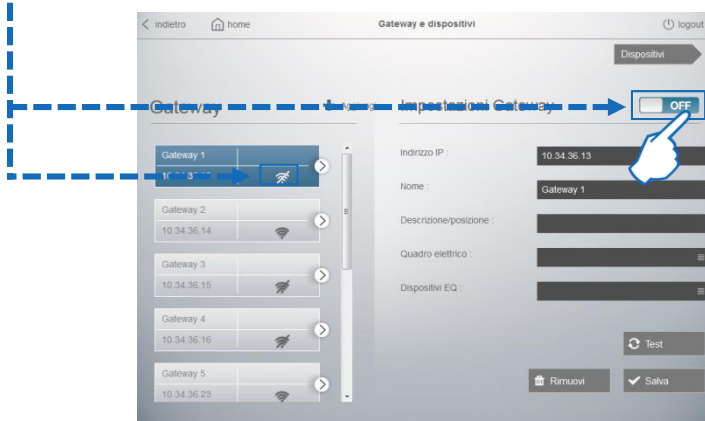 indietro
home
Gateway e dispositivi
logout
Dispositivi
Gateway
Impostazioni Gateway
OFF
Gateway 1
Gateway 2
10.34.36.14
Gateway 3
10.34.36.15
Gateway 4
10.34.36.16
Gateway 5
10.34.36.23
Indirizzo IP :
10.34.36.13
Nome :
Gateway 1
Descrizione/posizione :
Quadro elettrico :
Dispositivi EQ :
Test
Rimuovi
Salva